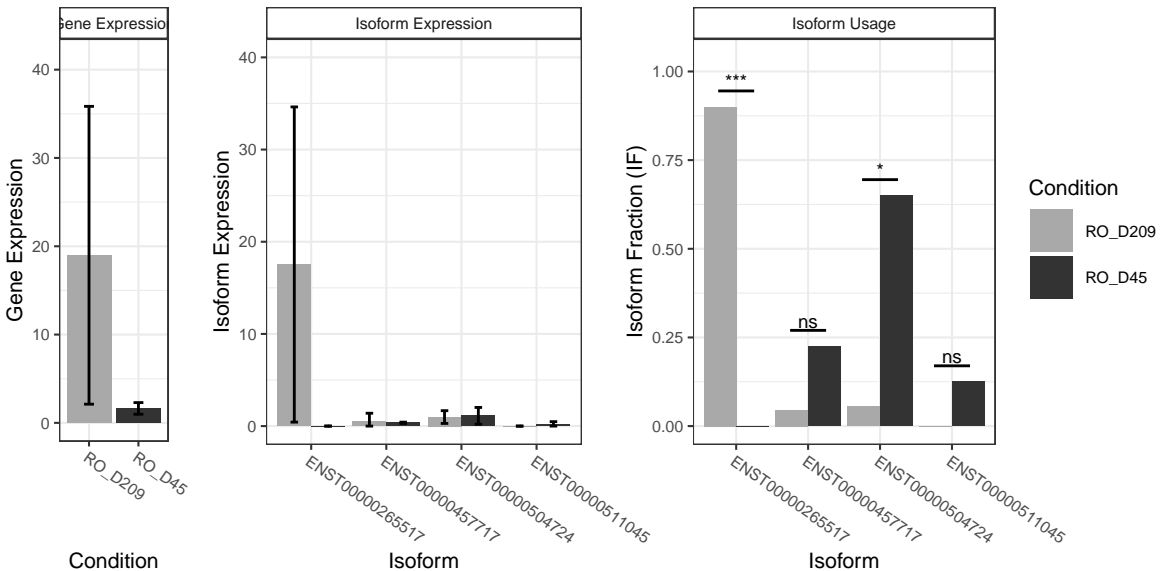 Gene Expression
Isoform Expression
Isoform Usage
40
30
20
10
0
Gene Expression
RO_D209
RO_D45
Condition
40
30
20
10
0
Isoform Expression
ENST00000265517
ENST00000457717
ENST00000504724
ENST00000511045
Isoform
1.00
0.75
0.50
0.25
0.00
Isoform Fraction (IF)
***
ns
*
ns
ENST00000265517
ENST00000457717
ENST00000504724
ENST00000511045
Isoform
Condition
RO_D209
RO_D45